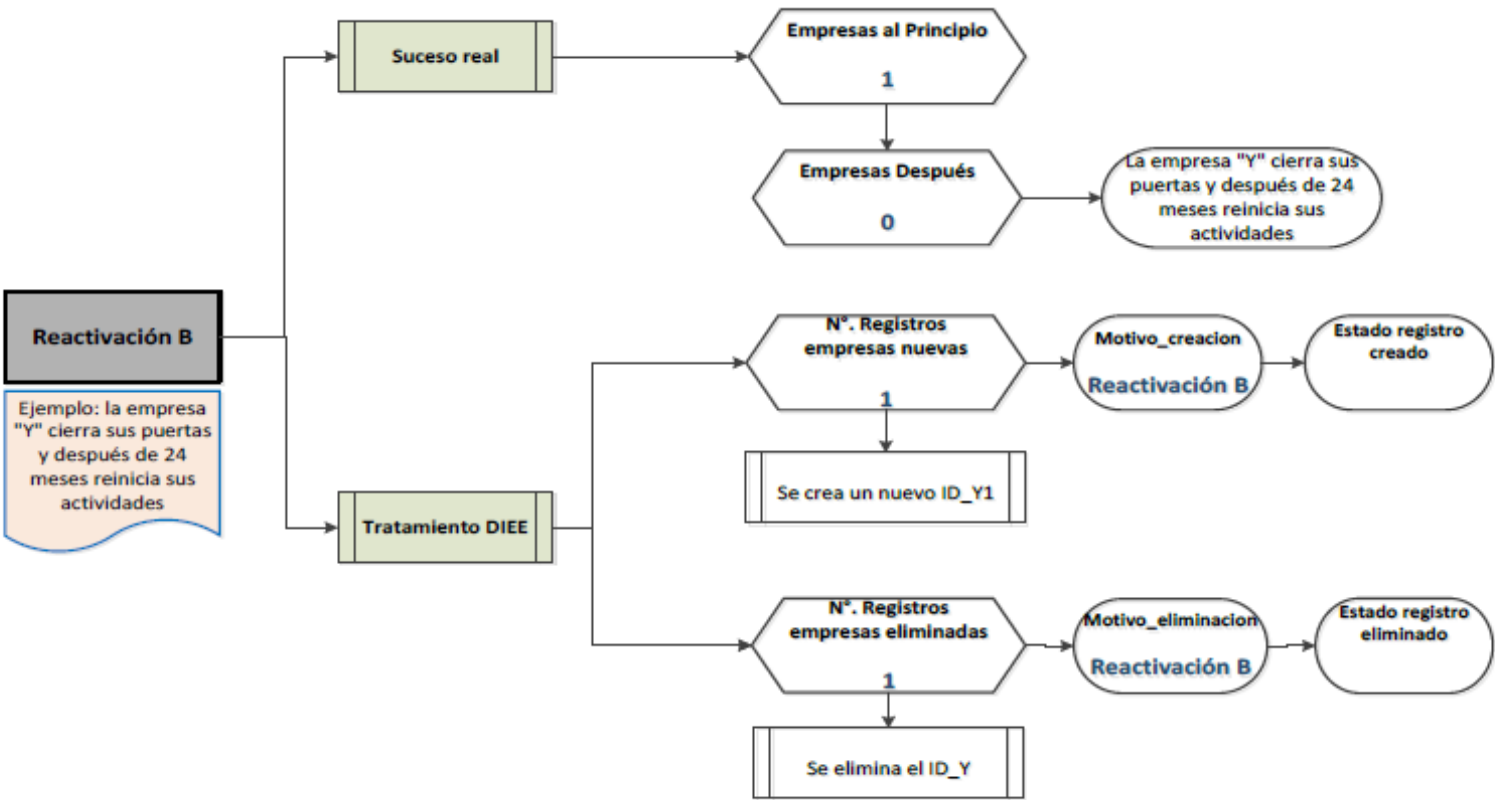 Suceso real
Empresas al Principio
1
Empresas Después
0
La empresa "Y" cierra sus
puertas y después de 24
meses reinicia sus
actividades
Reactivación B
Ejemplo: la empresa
"Y" cierra sus puertas
y después de 24
meses reinicia sus
actividades
Tratamiento DIEE
N°. Registros
empresas nuevas
1
Motivo_creacion
Reactivación B
Estado registro
creado
Se crea un nuevo ID_Y1
N°. Registros
empresas eliminadas
1
Motivo_eliminacion
Reactivación B
Estado registro
eliminado
Se elimina el ID_Y